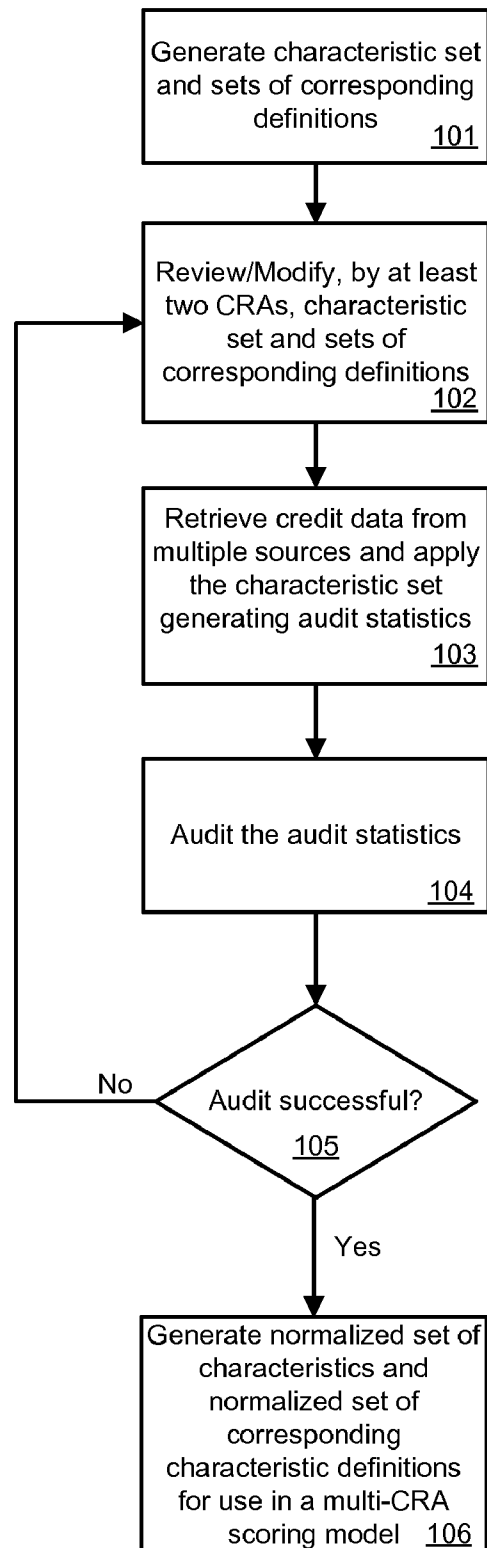 Generate characteristic set
and sets of corresponding
definitions
101
Review/Modify, by at least
two CRAs, characteristic
set and sets of
corresponding definitions
102
Retrieve credit data from
multiple sources and apply
the characteristic set
generating audit statistics
103
Audit the audit statistics
104
Audit successful?
105
No
Yes
Generate normalized set of
characteristics and
normalized set of
corresponding
characteristic definitions
for use in a multi-CRA
scoring model 106